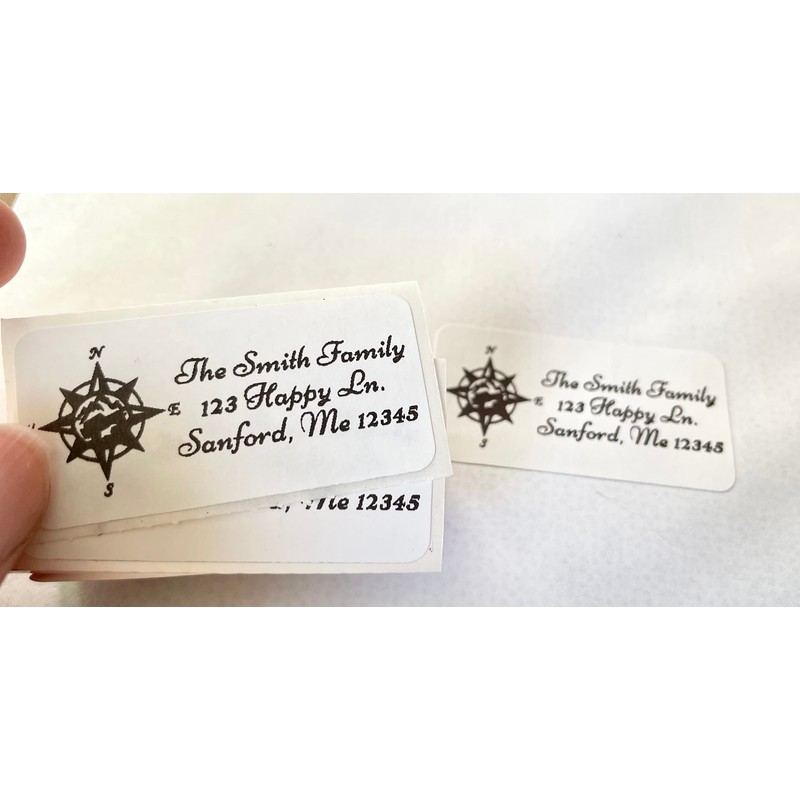 N
E
S
The Smith Family
123 Happy Ln.
Sanford, Me 12345
Me 12345
N
E
S
The Smith Family
123 Happy Ln.
Sanford, Me 12345